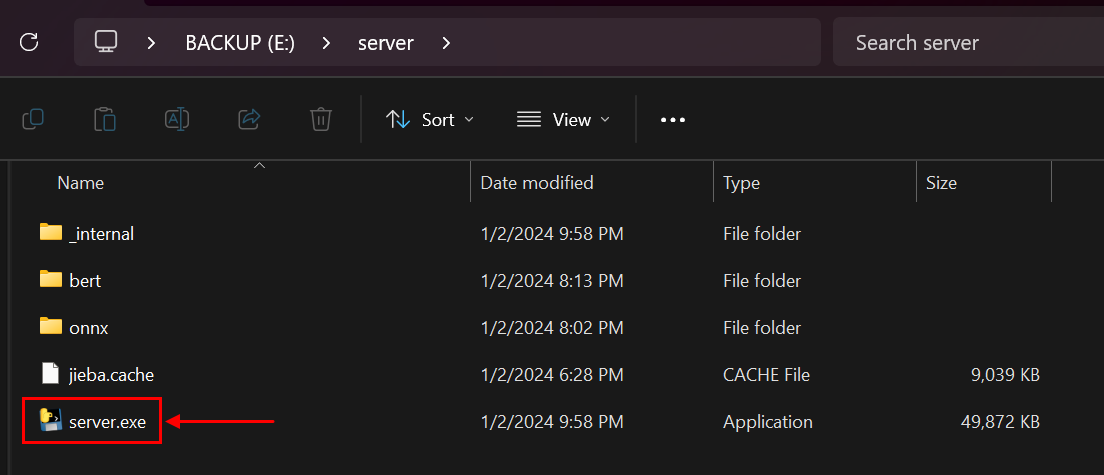 BACKUP (E:) server Search server
Sort View
Name Date modified Type Size
_internal 1/2/2024 9:58 PM File folder
bert 1/2/2024 8:13 PM File folder
onnx 1/2/2024 8:02 PM File folder
jieba.cache 1/2/2024 6:28 PM CACHE File 9,039 KB
server.exe 1/2/2024 9:58 PM Application 49,872 KB